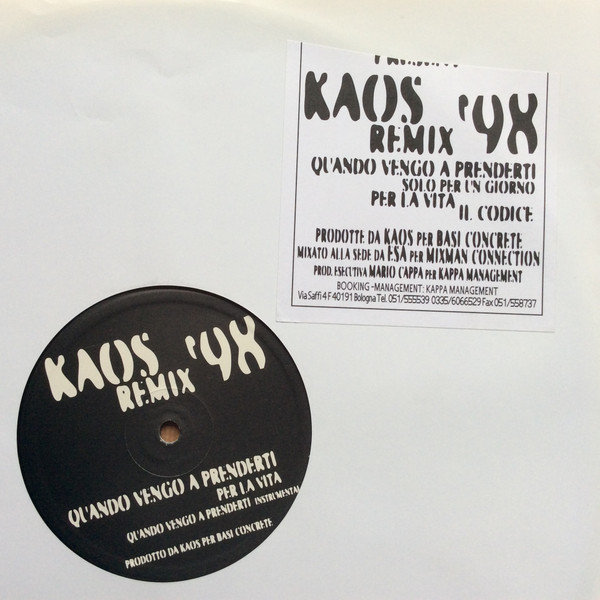 KAOS '98
REMIX
QUANDO VENGO A PRENDERTI
SOLO PER UN GIORNO
PER LA VITA
IL CODICE
PRODOTTE DA KAOS PER BASI CONCRETE
MIXATO ALLA SEDE DA ESA PER MIXMAN CONNECTION
PROD. ESECUTIVA MARIO CAPPA PER KAPPA MANAGEMENT
BOOKING -MANAGEMENT: KAPPA MANAGEMENT
Via Saffi 4 F 40191 Bologna Tel. 051/555539 0335/6066529 Fax 051/558737
KAOS '98
REMIX
QUANDO VENGO A PRENDERTI
PER LA VITA
QUANDO VENGO A PRENDERTI INSTRUMENTAL
PRODOTTO DA KAOS PER BASI CONCRETE